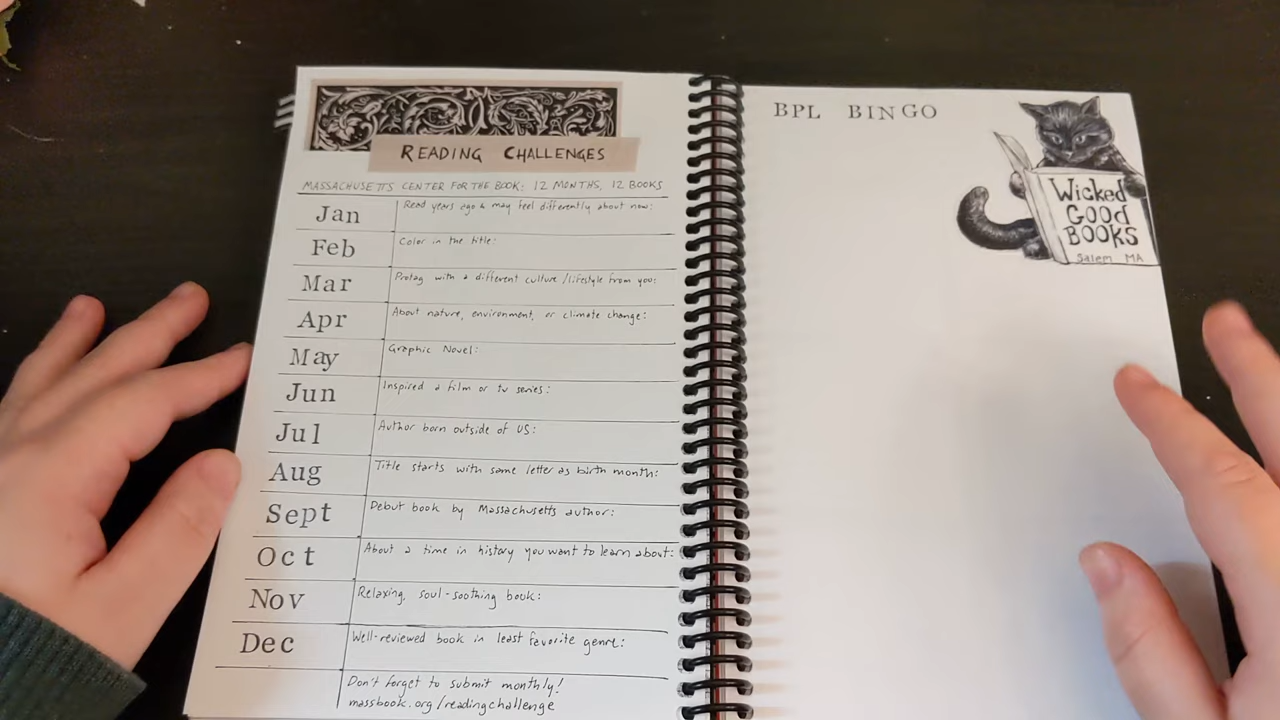 READING CHALLENGES
MASSACHUSETTS CENTER FOR THE BOOK: 12 MONTHS, 12 BOOKS
Jan Read years ago & may feel differently about now:
Feb Color in the title:
Mar Protag with a different culture/lifestyle from you:
Apr About nature, environment, or climate change:
May Graphic Novel:
Jun Inspired a film or tv series:
Jul Author born outside of US:
Aug Title starts with same letter as birth month:
Sept Debut book by Massachusetts author:
Oct About a time in history you want to learn about:
Nov Relaxing, soul-soothing book:
Dec Well-reviewed book in least favorite genre:
Don't forget to submit monthly!
massbook.org/readingchallenge
BPL BINGO
Wicked
GOOD
BOOKS
Salem MA